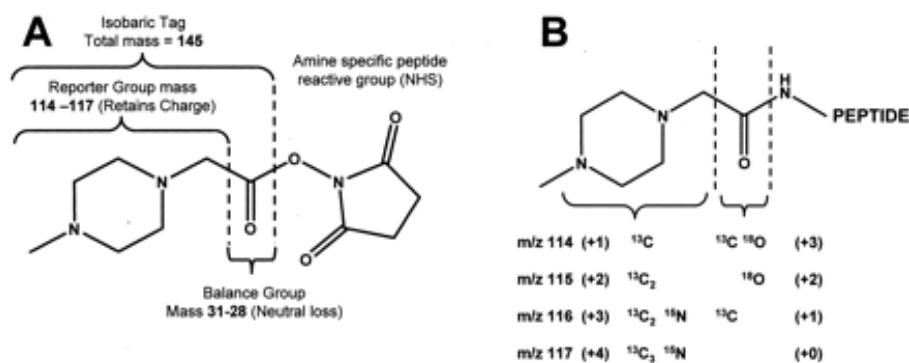 A
Isobaric Tag
Total mass = 145
Reporter Group mass
114 –117 (Retains Charge)
Amine specific peptide
reactive group (NHS)
N
N
O
O
N
O
O
Balance Group
Mass 31-28 (Neutral loss)
B
N
N
O
H
N
PEPTIDE
m/z 114 (+1) ¹³C ¹³C ¹⁸O (+3)
m/z 115 (+2) ¹³C₂ ¹⁸O (+2)
m/z 116 (+3) ¹³C₂ ¹⁵N ¹³C (+1)
m/z 117 (+4) ¹³C₃ ¹⁵N (+0)